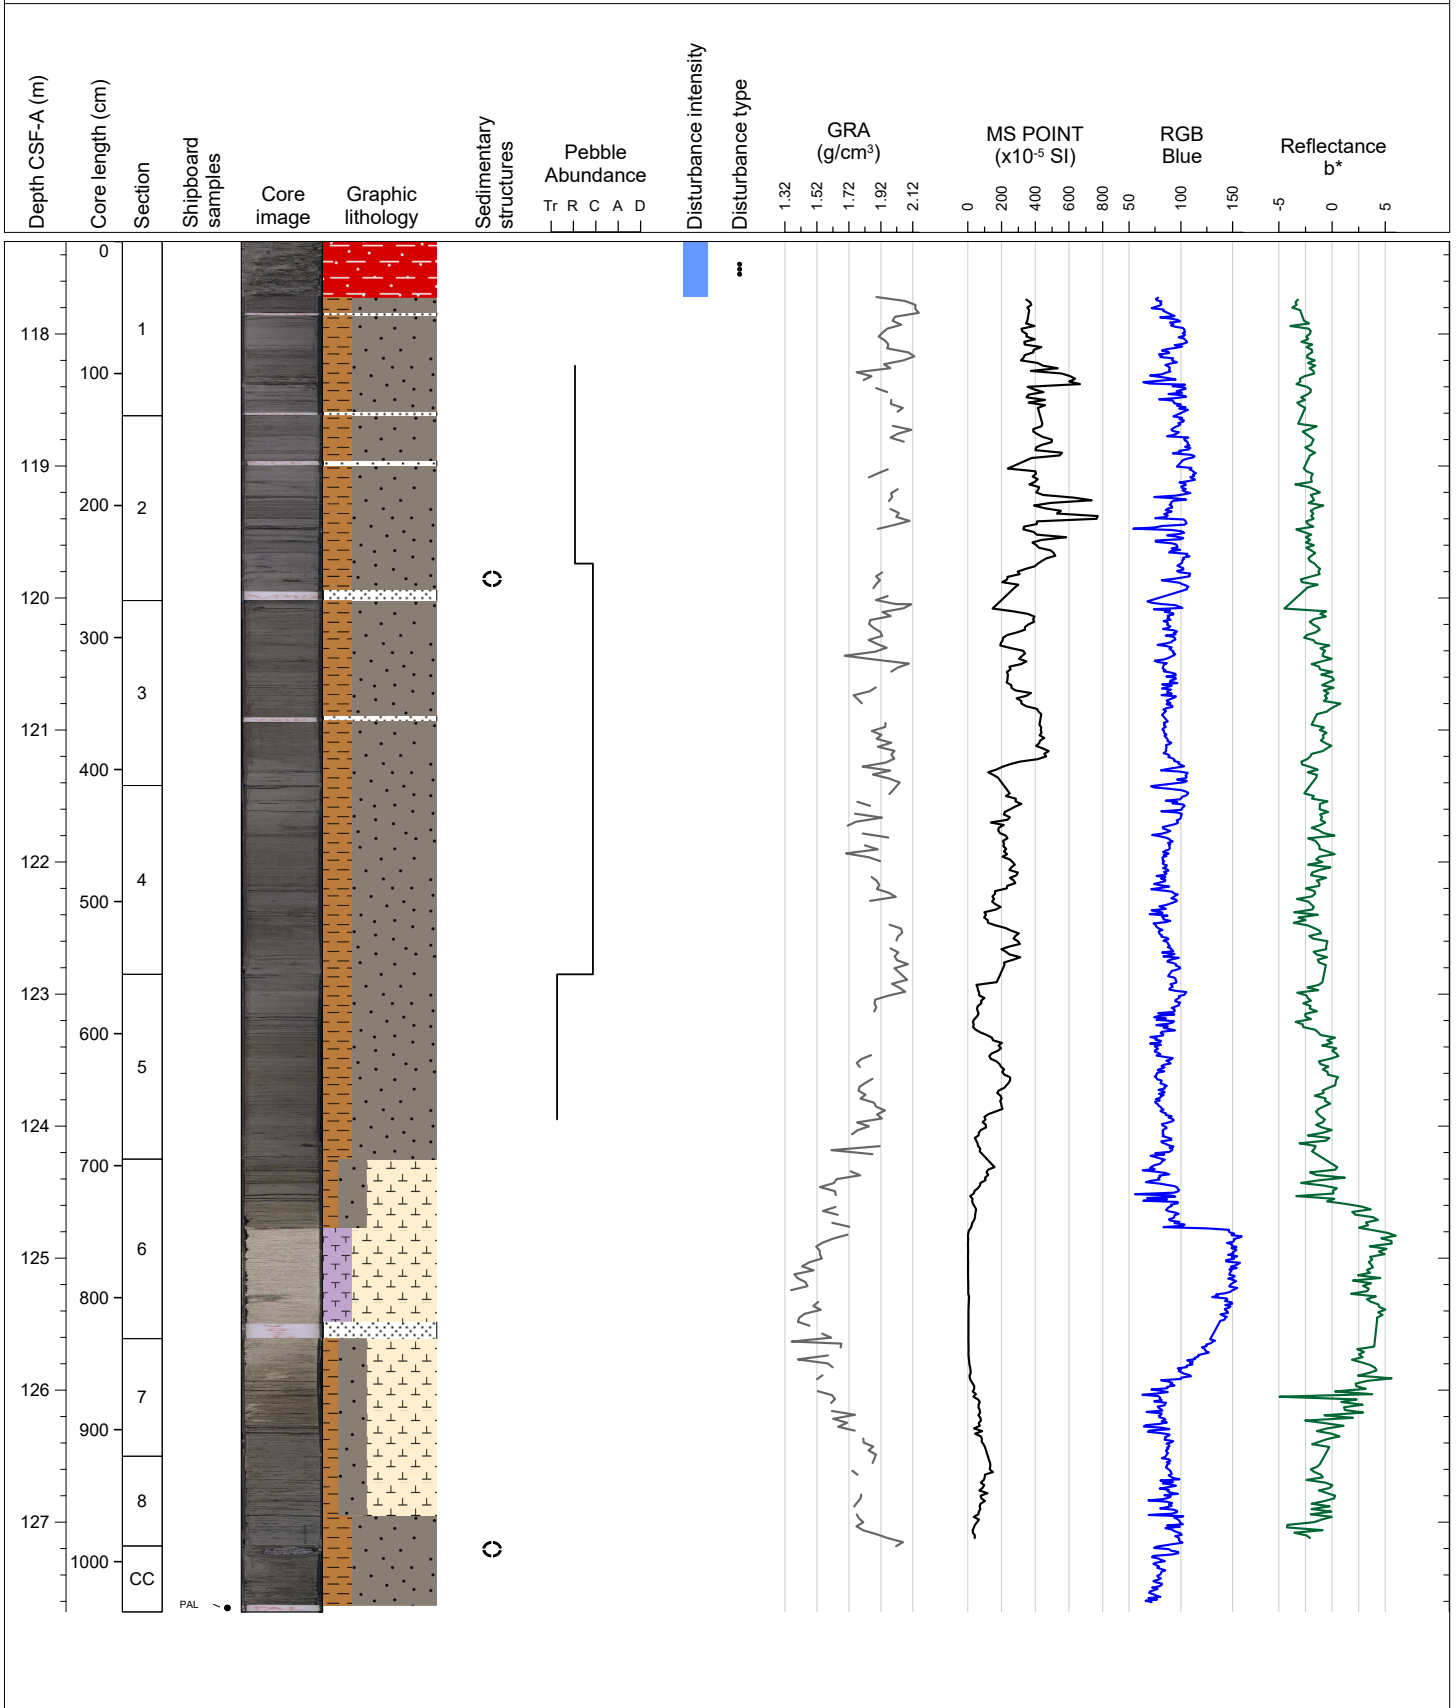 Depth CSF-A (m)
Core length (cm)
Section
Shipboard
samples
Core
image
Graphic
lithology
Sedimentary
structures
Pebble
Abundance
Tr R C A D
Disturbance intensity
Disturbance type
GRA
(g/cm³)
1.32 1.52 1.72 1.92 2.12
MS POINT
(x10⁻⁵ SI)
0 200 400 600 800
RGB
Blue
50 100 150
Reflectance
b*
-5 0 5
0
1
118
100
119
200
2
120
300
3
121
400
122
4
500
123
600
5
124
700
6
125
800
126
7
900
8
127
1000
CC
PAL